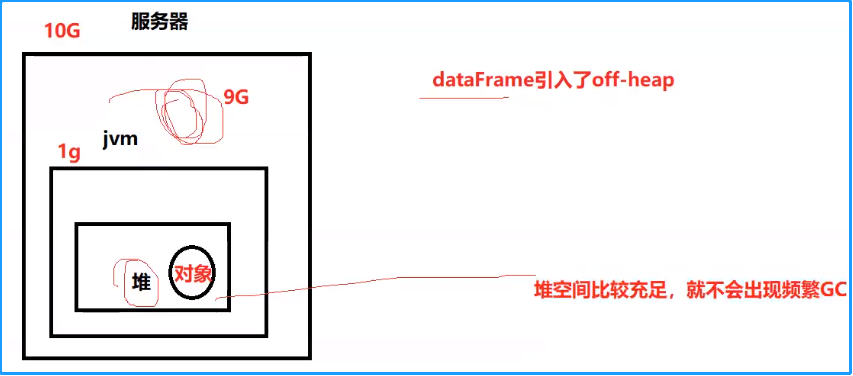 服务器
10G
dataFrame引入了off-heap
9G
jvm
1g
堆
对象
堆空间比较充足，就不会出现频繁GC